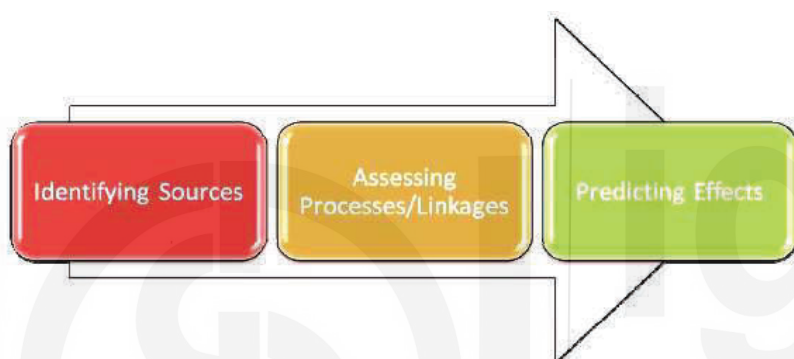 Identifying Sources
Assessing
Processes/Linkages
Predicting Effects